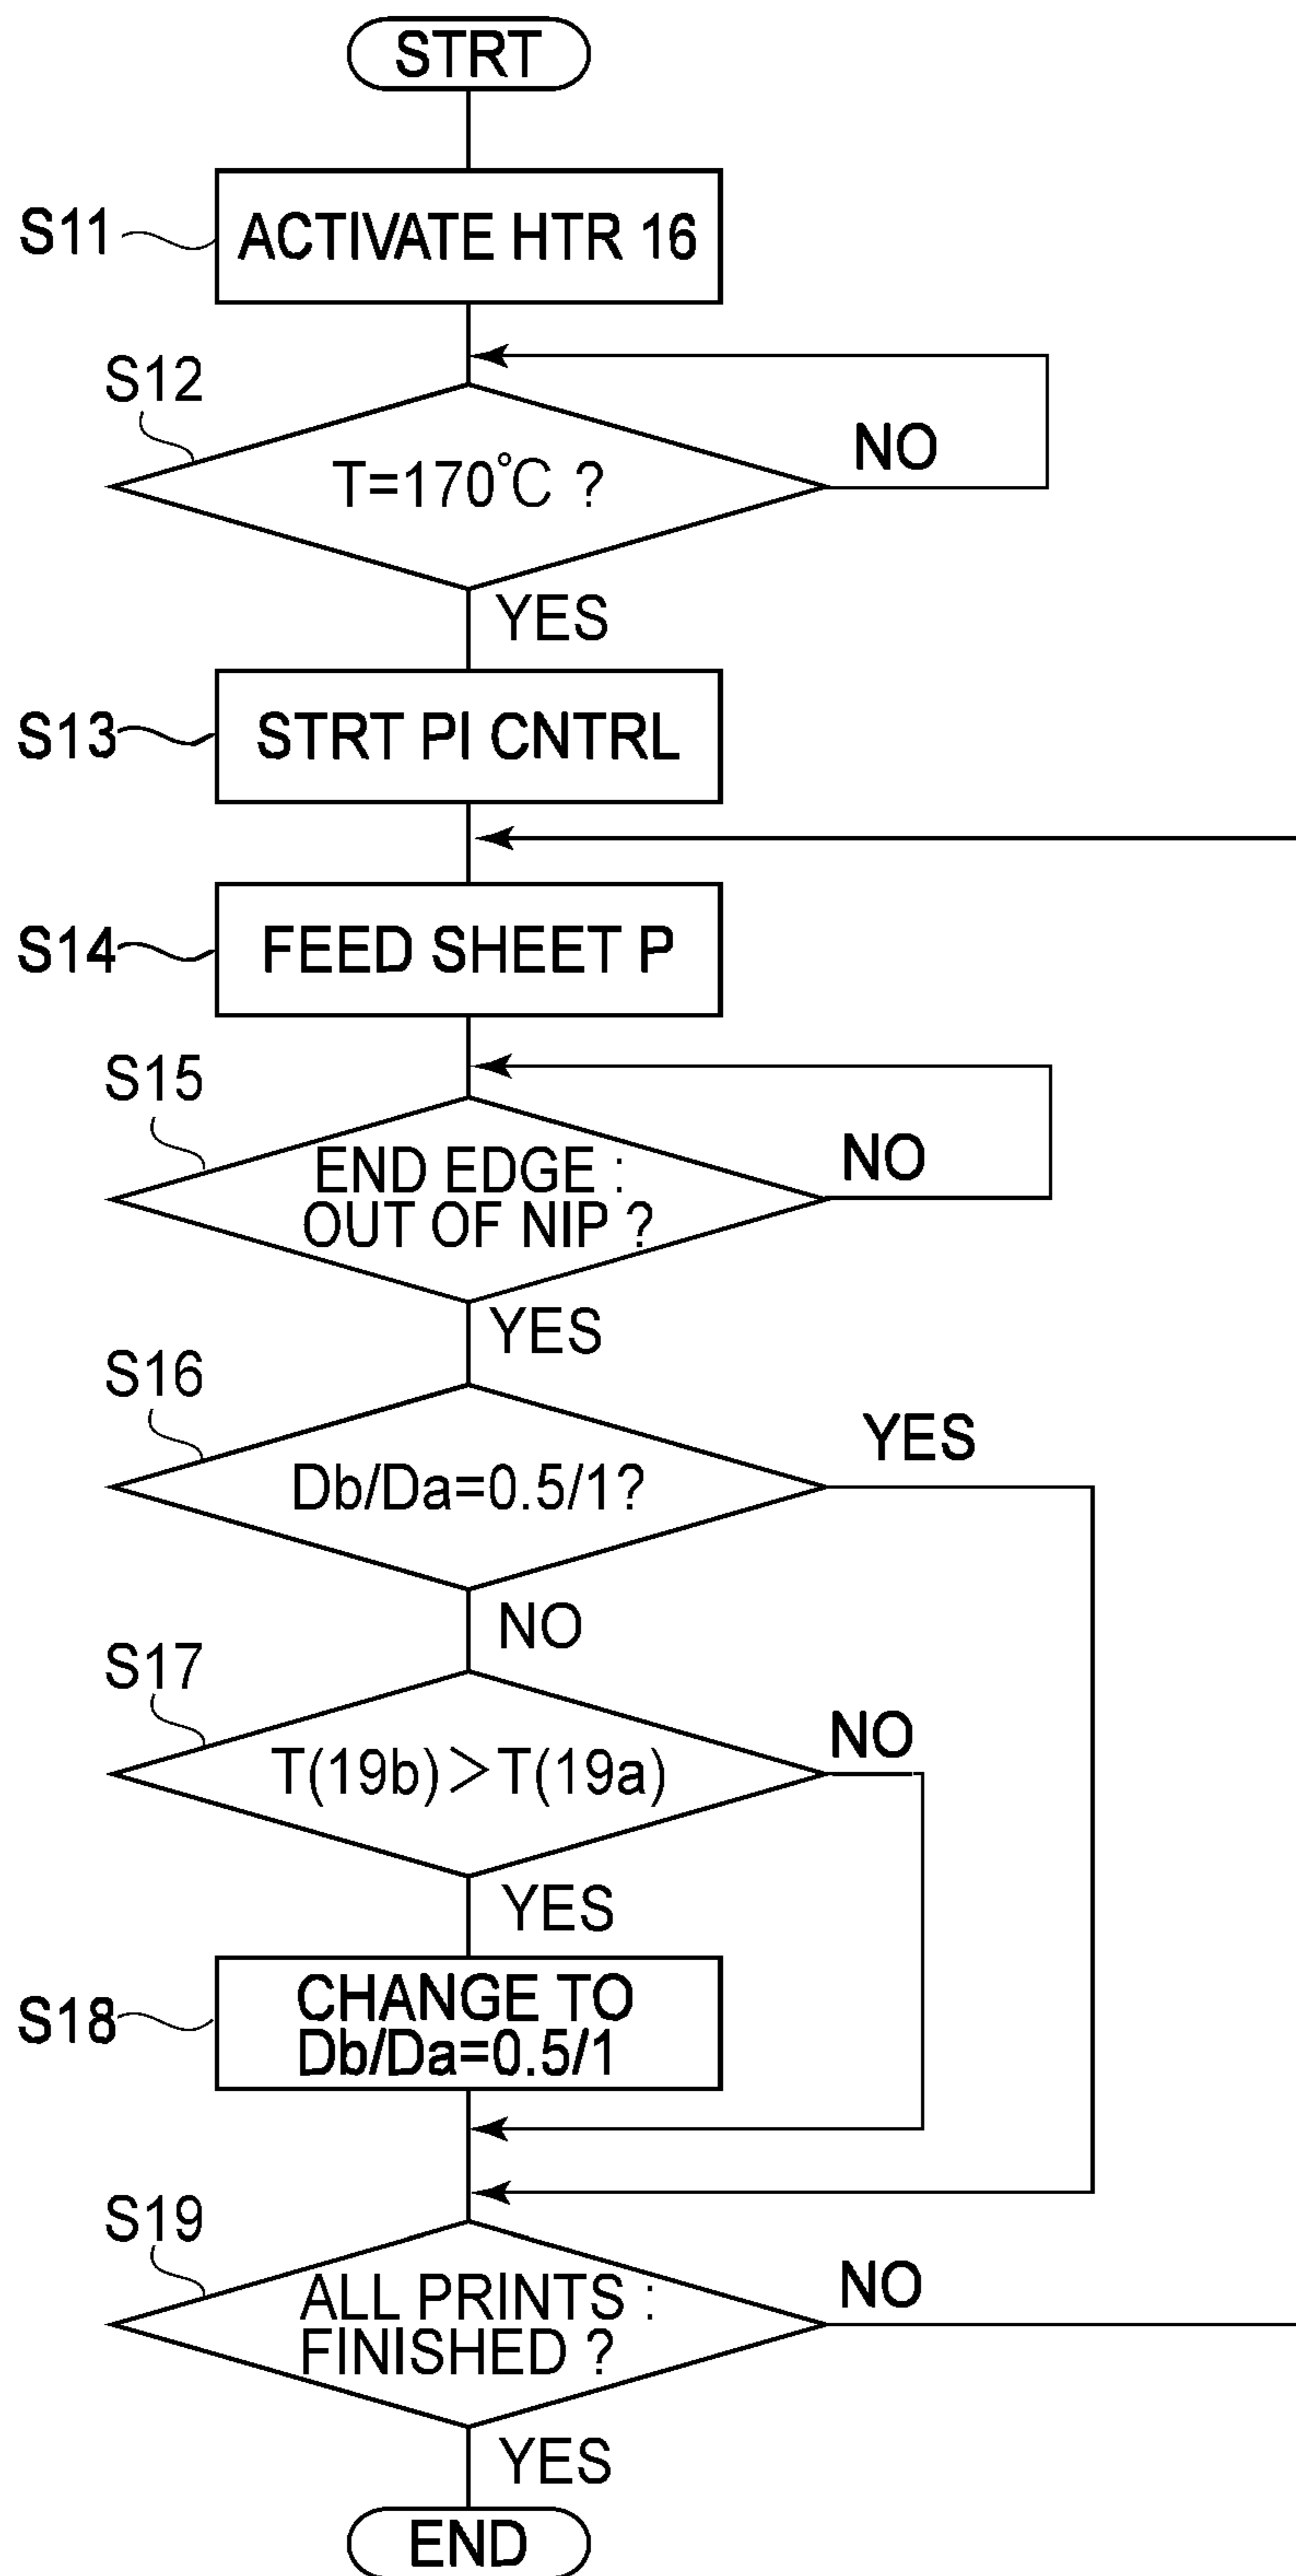 STRT
S11
ACTIVATE HTR 16
S12
T=170℃ ?
NO
YES
S13
STRT PI CNTRL
S14
FEED SHEET P
S15
END EDGE :
OUT OF NIP ?
NO
YES
S16
Db/Da=0.5/1?
YES
NO
S17
T(19b)>T(19a)
NO
YES
S18
CHANGE TO
Db/Da=0.5/1
S19
ALL PRINTS :
FINISHED ?
NO
YES
END